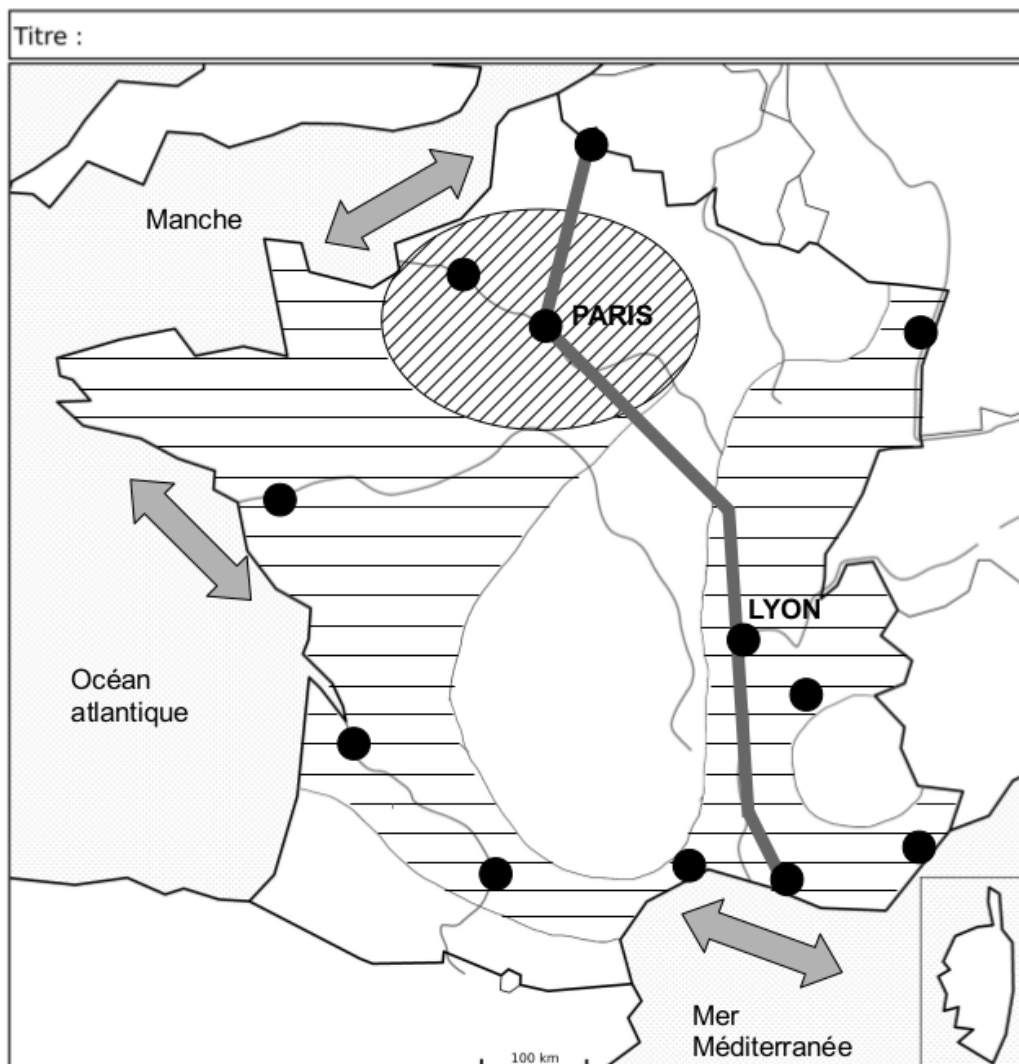 Titre :
Manche
PARIS
LYON
Océan
atlantique
Mer
Méditerranée
100 km